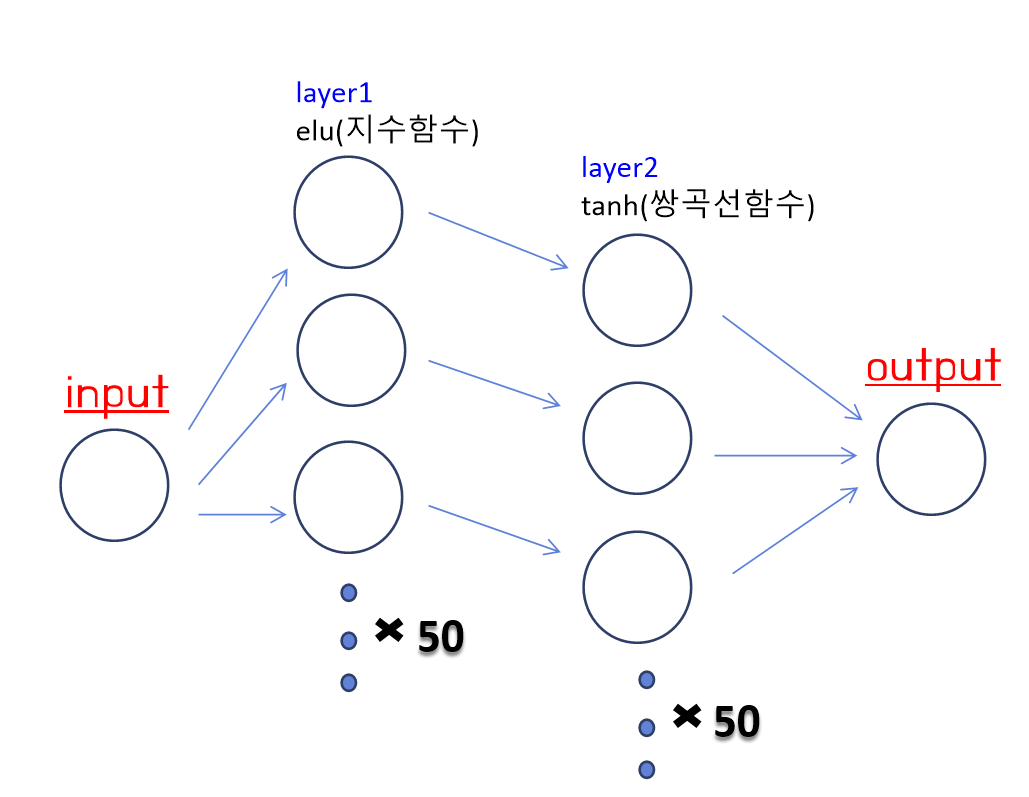 layer1
elu(지수함수)
layer2
tanh(쌍곡선함수)
input
output
× 50
× 50